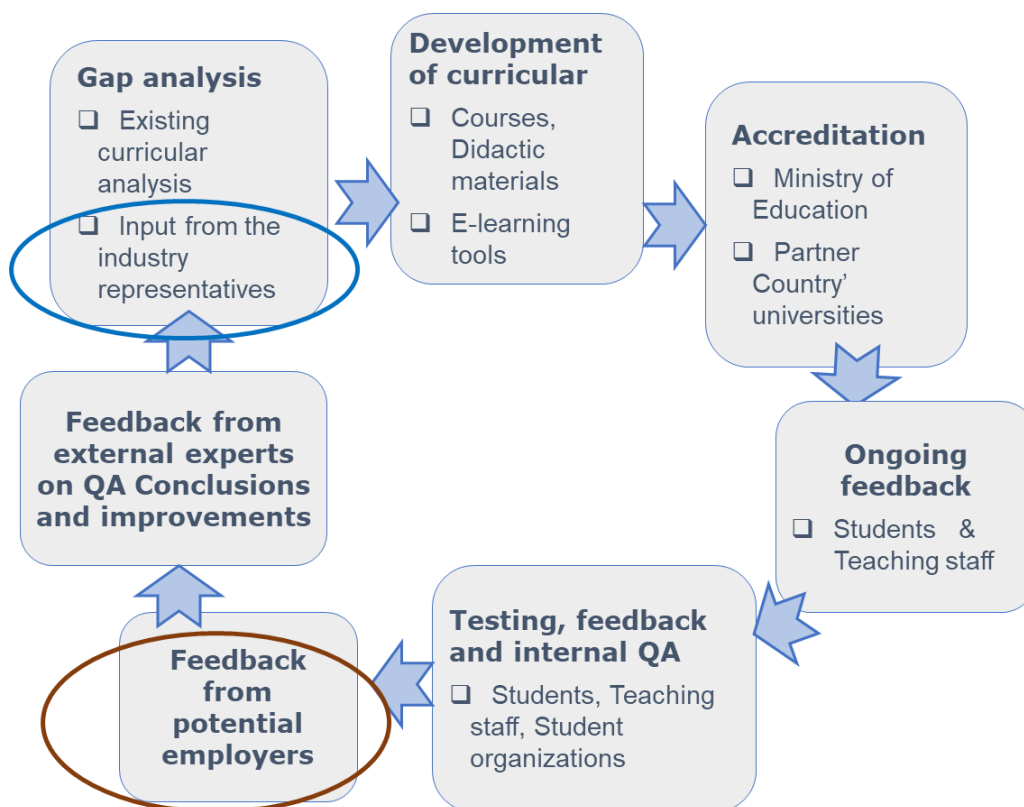 Gap analysis
❑ Existing
curricular
analysis
❑ Input from the
industry
representatives
Development
of curricular
❑ Courses,
Didactic
materials
❑ E-learning
tools
Accreditation
❑ Ministry of
Education
❑ Partner
Country’
universities
Ongoing
feedback
❑ Students &
Teaching staff
Testing, feedback
and internal QA
❑ Students, Teaching
staff, Student
organizations
Feedback
from
potential
employers
Feedback from
external experts
on QA Conclusions
and improvements